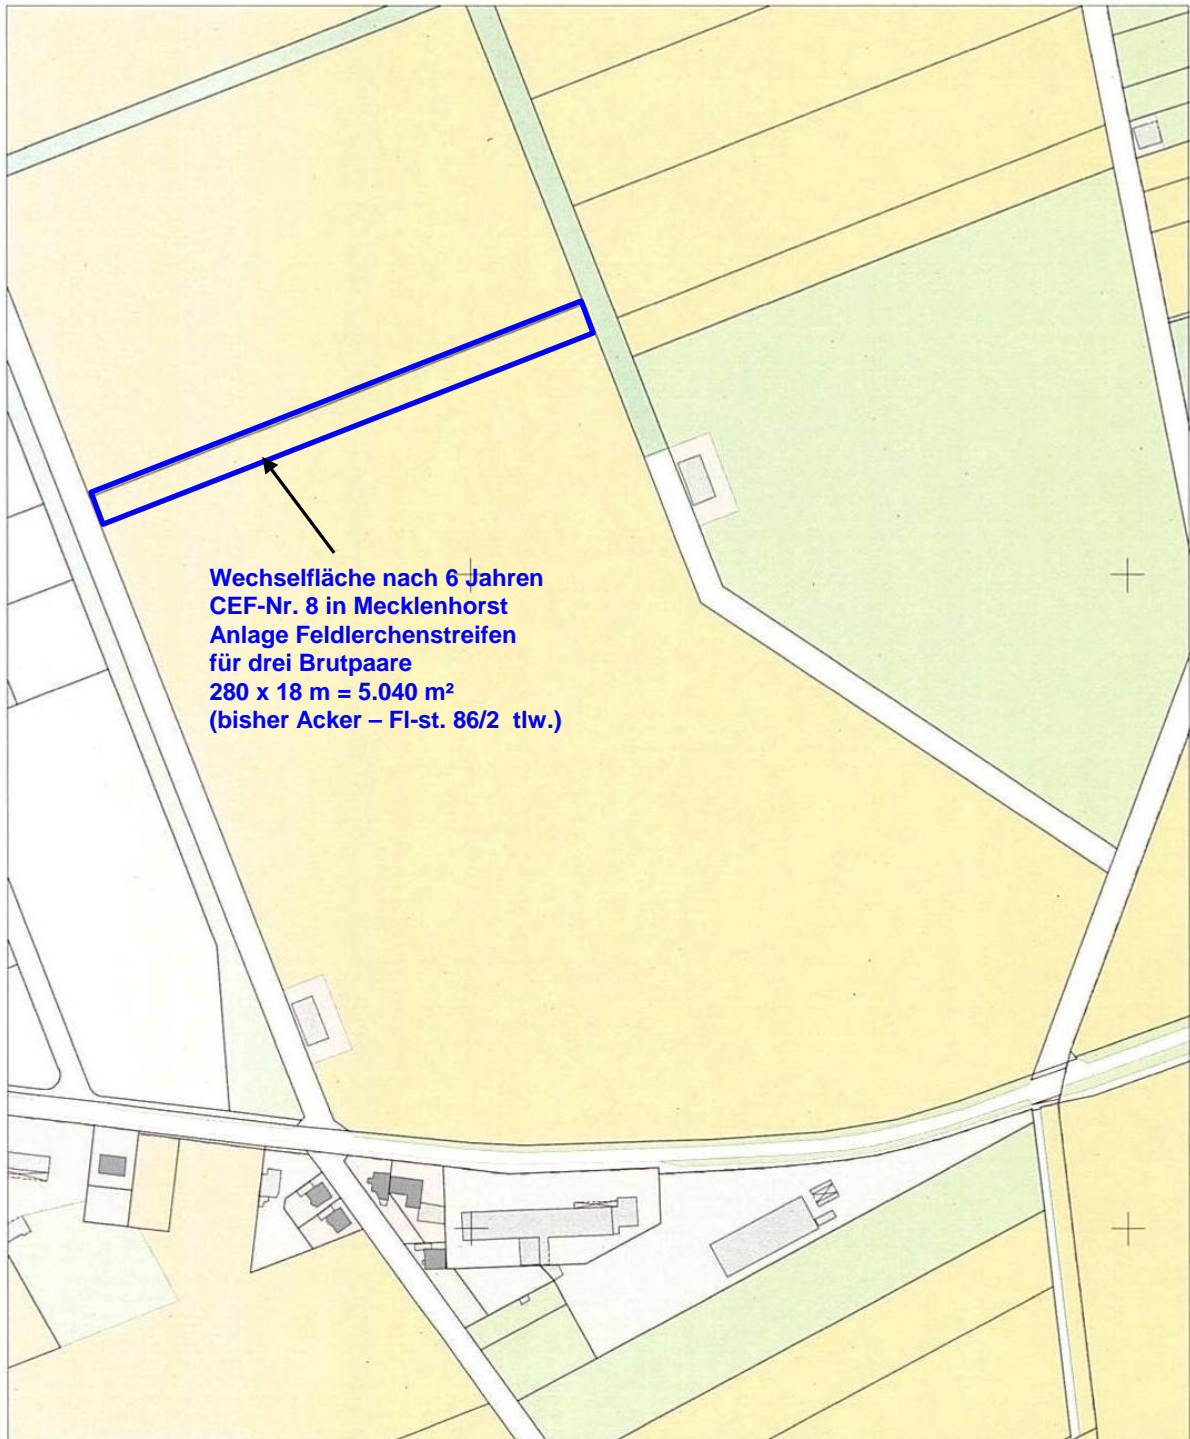 Wechselfläche nach 6 Jahren
CEF-Nr. 8 in Mecklenhorst
Anlage Feldlerchenstreifen
für drei Brutpaare
280 x 18 m = 5.040 m²
(bisher Acker – Fl-st. 86/2 tlw.)